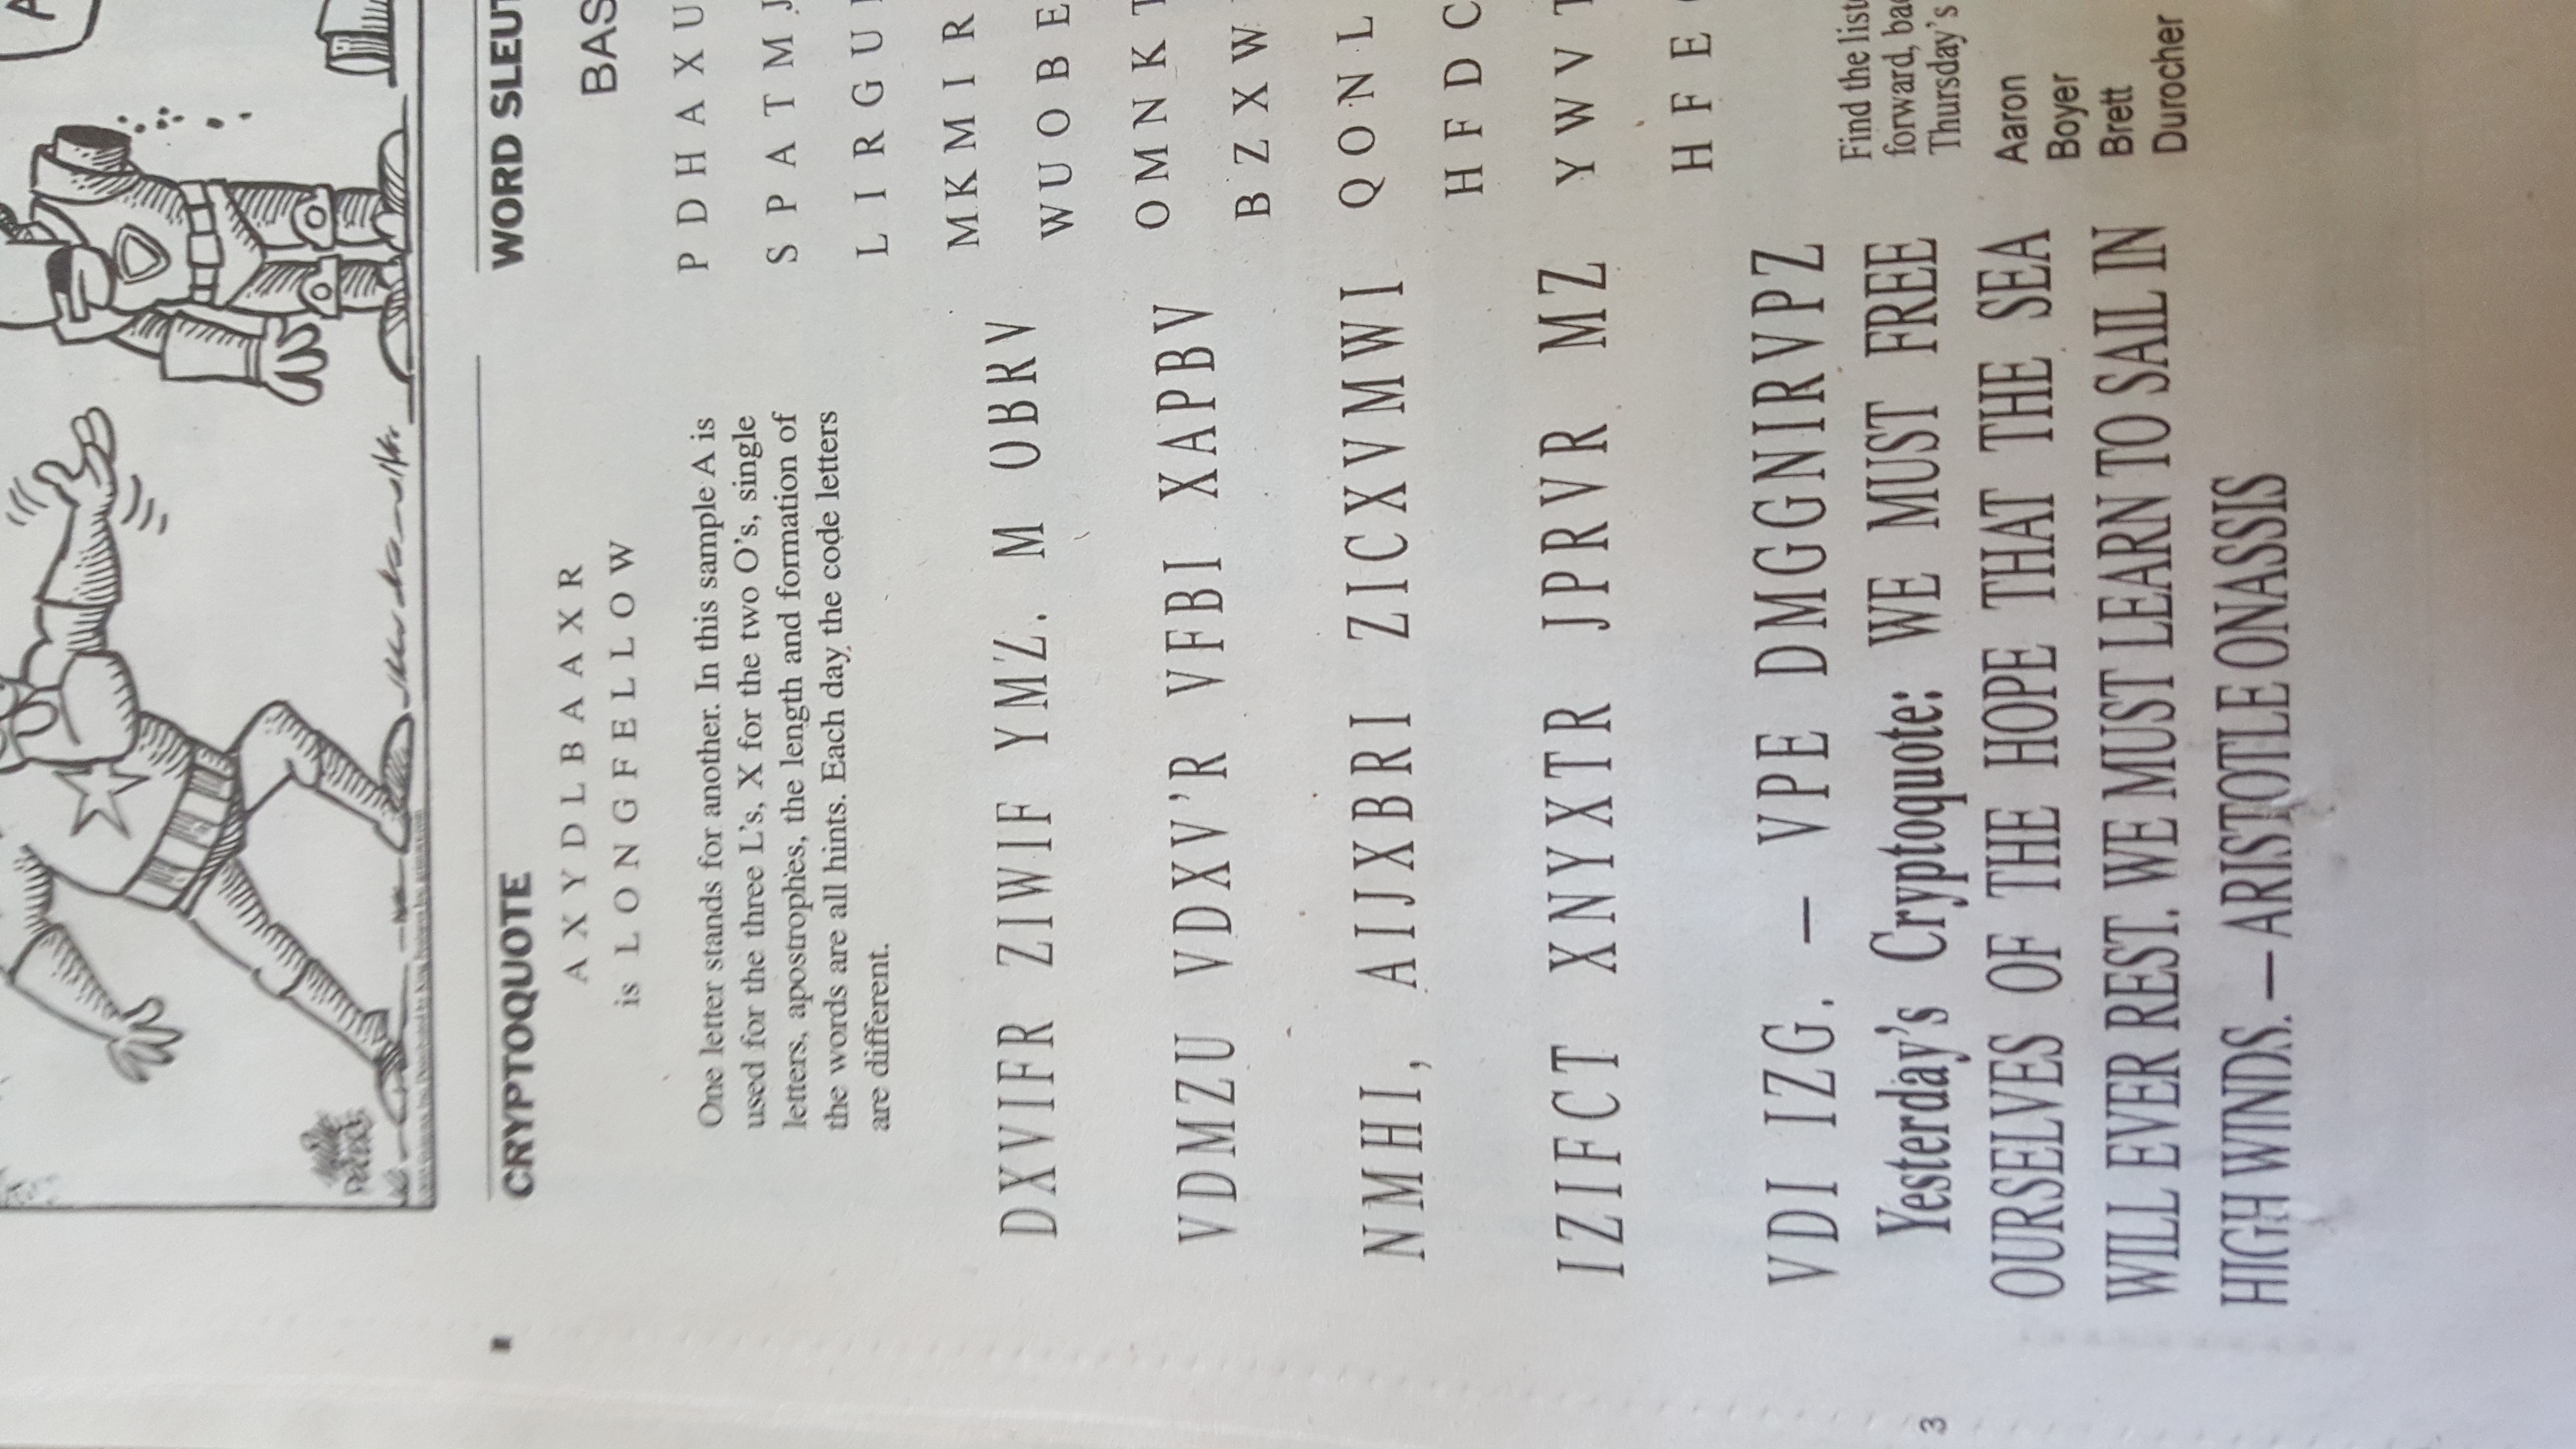 CRYPTOQUOTE
AXYDLBAAXR
is LONGFELLOW
One letter stands for another. In this sample A is
used for the three L's, X for the two O's, single
letters, apostrophes, the length and formation of
the words are all hints. Each day the code letters
are different.
DXVIFR ZIWIF YMZ. M OBRV
VDMZU VDXV'R VFBI XAPBV
NMHI, AIJXBRI ZICXVMWI
IZIFCT XNYXTR JPRVR MZ
VDI IZG. — VPE DMGGNIRVPZ
Yesterday's Cryptoquote: WE MUST FREE
OURSELVES OF THE HOPE THAT THE SEA
WILL EVER REST. WE MUST LEARN TO SAIL IN
HIGH WINDS. — ARISTOTLE ONASSIS
3
WORD SLEUT
BAS
P D H A X U
S P A T M J
L I R G U
M K M I R
W U O B E
O M N K T
B Z X W
Q O N L
H F D C
Y W V T
H F E
Find the list
forward, ba
Thursday's
Aaron
Boyer
Brett
Durocher